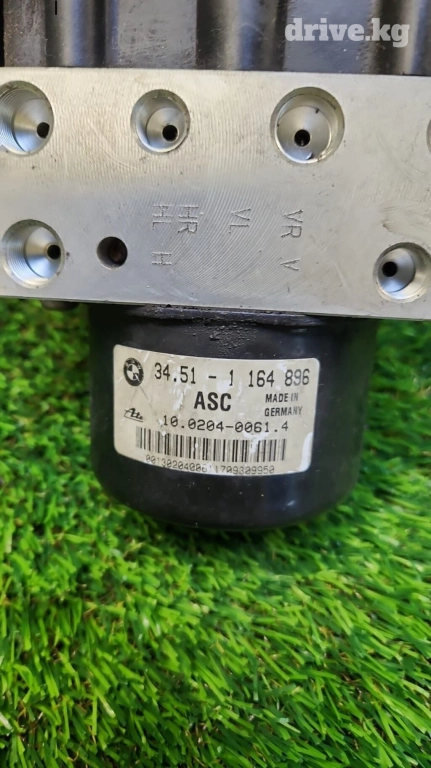 drive.kg
VR V
VL
HR
HL H
34.51 - 1 164 896
ASC
MADE IN
GERMANY
Ate
10.0204-0061.4